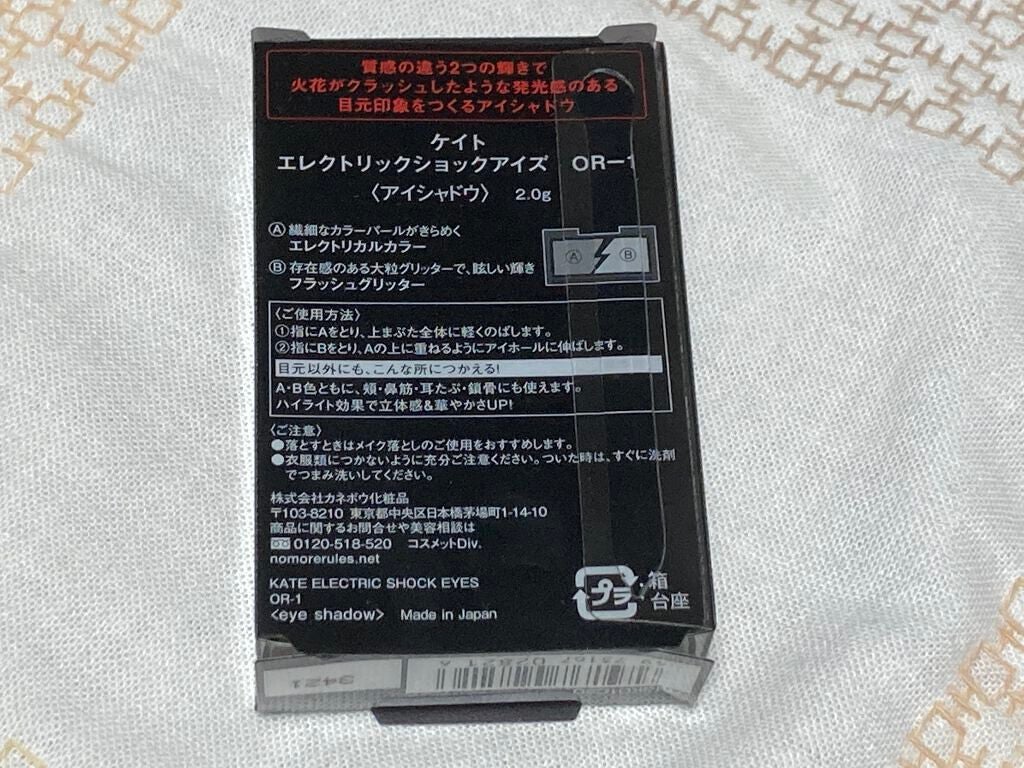 質感の違う2つの輝きで
火花がクラッシュしたような発光感のある
目元印象をつくるアイシャドウ
ケイト
エレクトリックショックアイズ OR-1
〈アイシャドウ〉 2.0g
Ⓐ 繊細なカラーパールがきらめく
エレクトリカルカラー
Ⓑ 存在感のある大粒グリッターで、眩しい輝き
フラッシュグリッター
Ⓐ Ⓑ
〈ご使用方法〉
①指にAをとり、上まぶた全体に軽くのばします。
②指にBをとり、Aの上に重ねるようにアイホールに伸ばします。
目元以外にも、こんな所につかえる!
A・B色ともに、頬・鼻筋・耳たぶ・鎖骨にも使えます。
ハイライト効果で立体感&華やかさUP!
〈ご注意〉
●落とすときはメイク落としのご使用をおすすめします。
●衣服類につかないように充分ご注意ください。ついた時は、すぐに洗剤
でつまみ洗いしてください。
株式会社カネボウ化粧品
〒103-8210 東京都中央区日本橋茅場町1-14-10
商品に関するお問合せや美容相談は
0120-518-520 コスメットDiv.
nomorerules.net
KATE ELECTRIC SHOCK EYES
OR-1
<eye shadow> Made in Japan
プラ
:箱
台座
3421